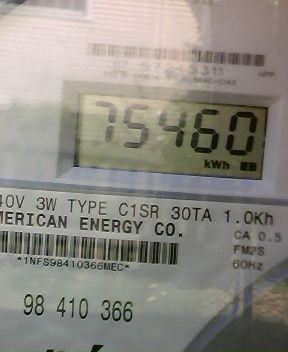 75460
kWh
40V 3W TYPE C1SR 30TA 1.0Kh
MERICAN ENERGY CO.
CA 0.5
*1NFS98410366MEC*
FM2S
60Hz
98 410 366